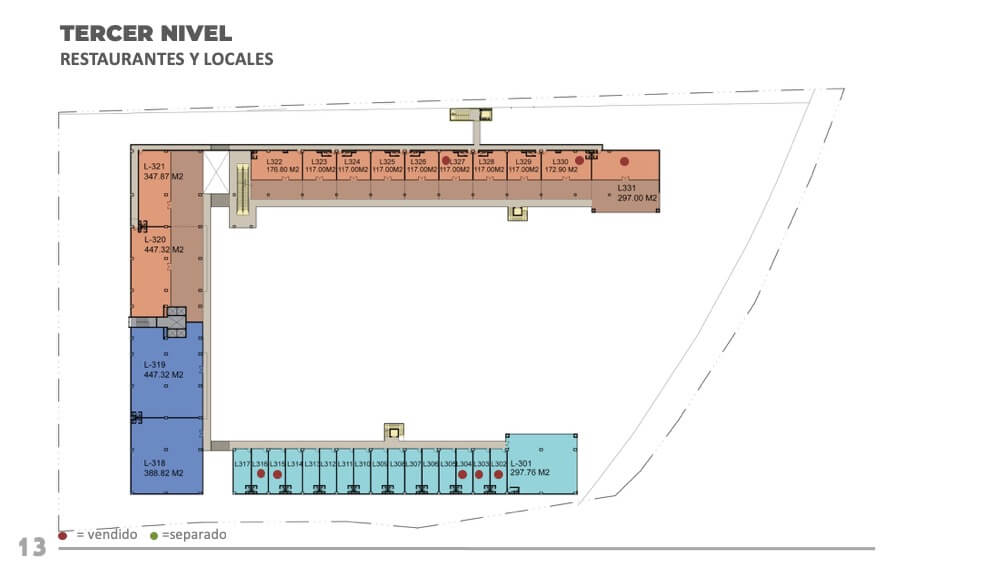 TERCER NIVEL
RESTAURANTES Y LOCALES
L-321
347.87 M2
L322
176.80 M2
L323
117.00M2
L324
117.00M2
L325
117.00M2
L326
117.00M2
L327
117.00M2
L328
117.00M2
L329
117.00M2
L330
172.90 M2
L331
297.00 M2
L-320
447.32 M2
L-319
447.32 M2
L-318
388.82 M2
L317
L316
L315
L314
L313
L312
L311
L310
L309
L308
L307
L306
L305
L304
L303
L302
L-301
297.76 M2
= vendido
=separado
13